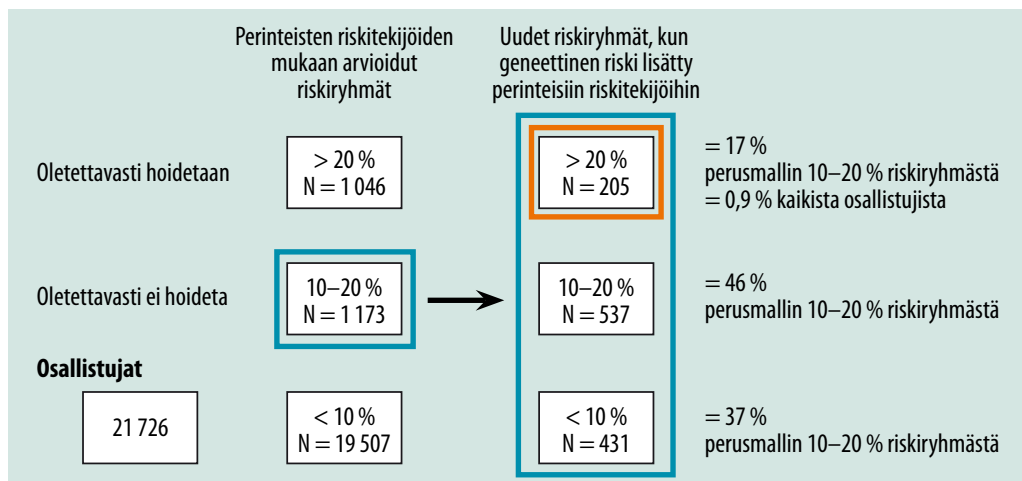 Perinteisten riskitekijöiden
mukaan arvioidut
riskiryhmät
Uudet riskiryhmät, kun
geneettinen riski lisätty
perinteisiin riskitekijöihin
Oletettavasti hoidetaan
> 20 %
N = 1 046
> 20 %
N = 205
= 17 %
perusmallin 10–20 % riskiryhmästä
= 0,9 % kaikista osallistujista
Oletettavasti ei hoideta
10–20 %
N = 1 173
10–20 %
N = 537
= 46 %
perusmallin 10–20 % riskiryhmästä
Osallistujat
21 726
< 10 %
N = 19 507
< 10 %
N = 431
= 37 %
perusmallin 10–20 % riskiryhmästä